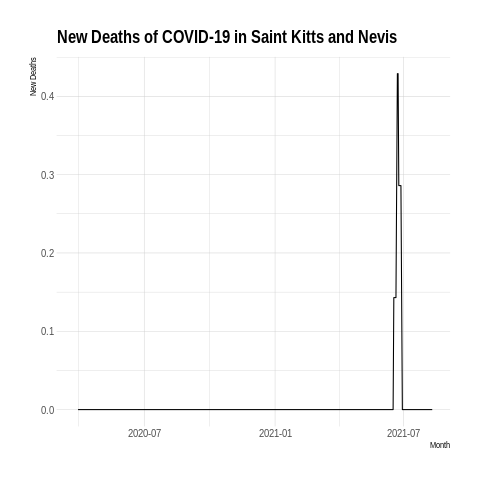 New Deaths of COVID-19 in Saint Kitts and Nevis
New Deaths
0.4
0.3
0.2
0.1
0.0
2020-07
2021-01
2021-07
Month